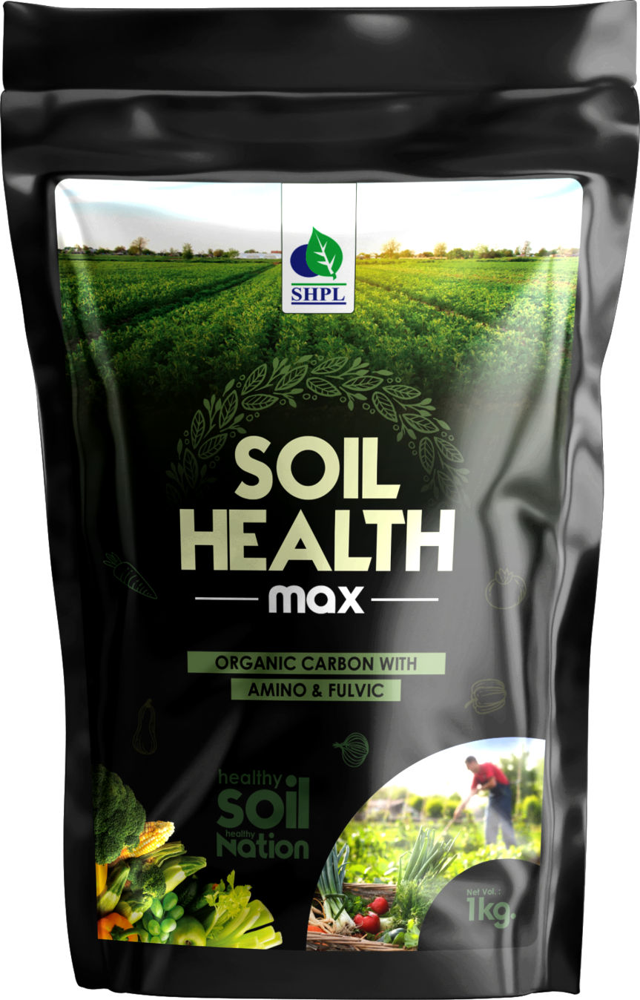 SHPL
SOIL
HEALTH
max
ORGANIC CARBON WITH
AMINO & FULVIC
healthy
soil
healthy
Nation
Net Vol. :
1kg.